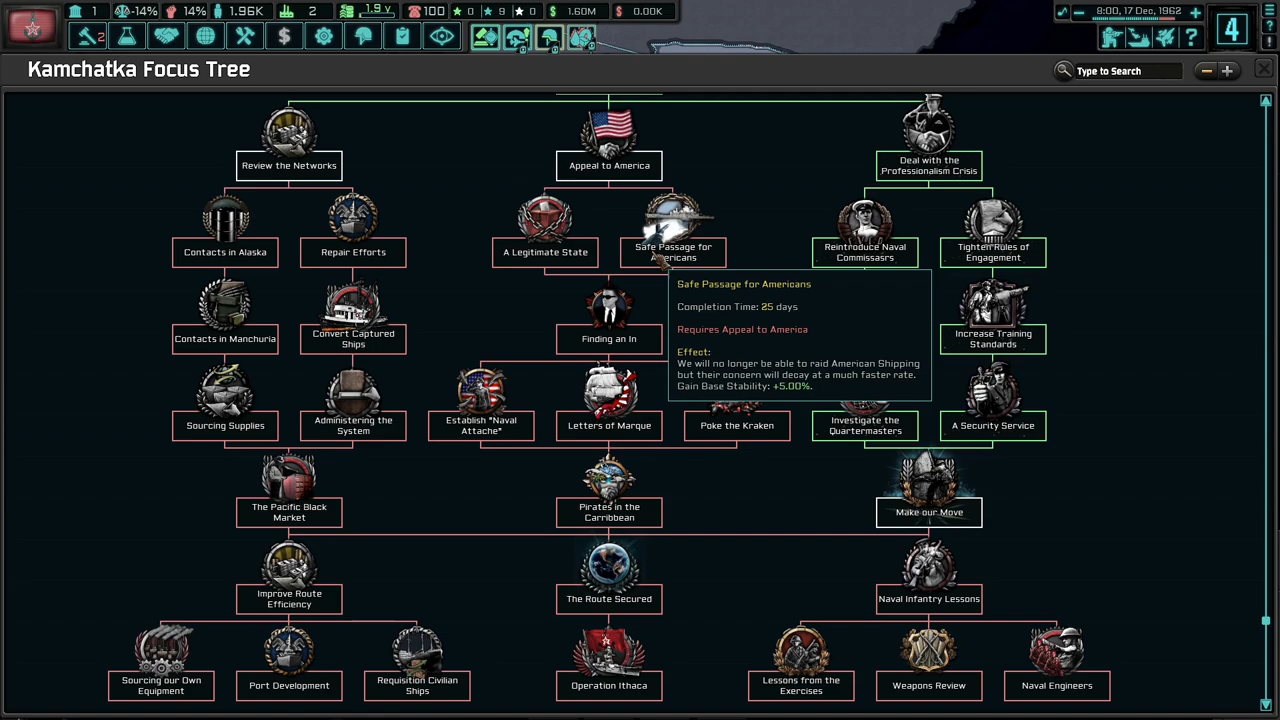 1 -14% 14% 1.96K 2 1.9 v 100 0 9 0 $ 1.60M $ 0.00K
8:00, 17 Dec, 1962
4
2
Kamchatka Focus Tree
Type to Search
Review the Networks
Appeal to America
Deal with the
Professionalism Crisis
Contacts in Alaska
Repair Efforts
A Legitimate State
Safe Passage for
Americans
Reintroduce Naval
Commissasrs
Tighten Rules of
Engagement
Safe Passage for Americans
Completion Time: 25 days
Requires Appeal to America
Effect:
We will no longer be able to raid American Shipping
but their concern will decay at a much faster rate.
Gain Base Stability: +5.00%.
Contacts in Manchuria
Convert Captured
Ships
Finding an In
Increase Training
Standards
Sourcing Supplies
Administering the
System
Establish "Naval
Attache"
Letters of Marque
Poke the Kraken
Investigate the
Quartermasters
A Security Service
The Pacific Black
Market
Pirates in the
Carribbean
Make our Move
Improve Route
Efficiency
The Route Secured
Naval Infantry Lessons
Sourcing our Own
Equipment
Port Development
Requisition Civilian
Ships
Operation Ithaca
Lessons from the
Exercises
Weapons Review
Naval Engineers